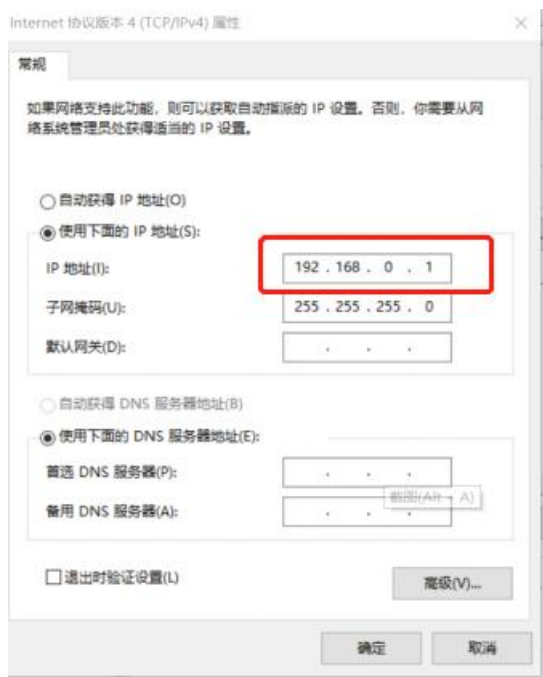 Internet 协议版本 4 (TCP/IPv4) 属性
常规
如果网络支持此功能，则可以获取自动指派的 IP 设置。否则，你需要从网
络系统管理员处获得适当的 IP 设置。
自动获得 IP 地址(O)
使用下面的 IP 地址(S):
IP 地址(I): 192 . 168 . 0 . 1
子网掩码(U): 255 . 255 . 255 . 0
默认网关(D): . . .
自动获得 DNS 服务器地址(B)
使用下面的 DNS 服务器地址(E):
首选 DNS 服务器(P): . . .
截图(Alt + A)
备用 DNS 服务器(A): . . .
退出时验证设置(L)
高级(V)...
确定 取消